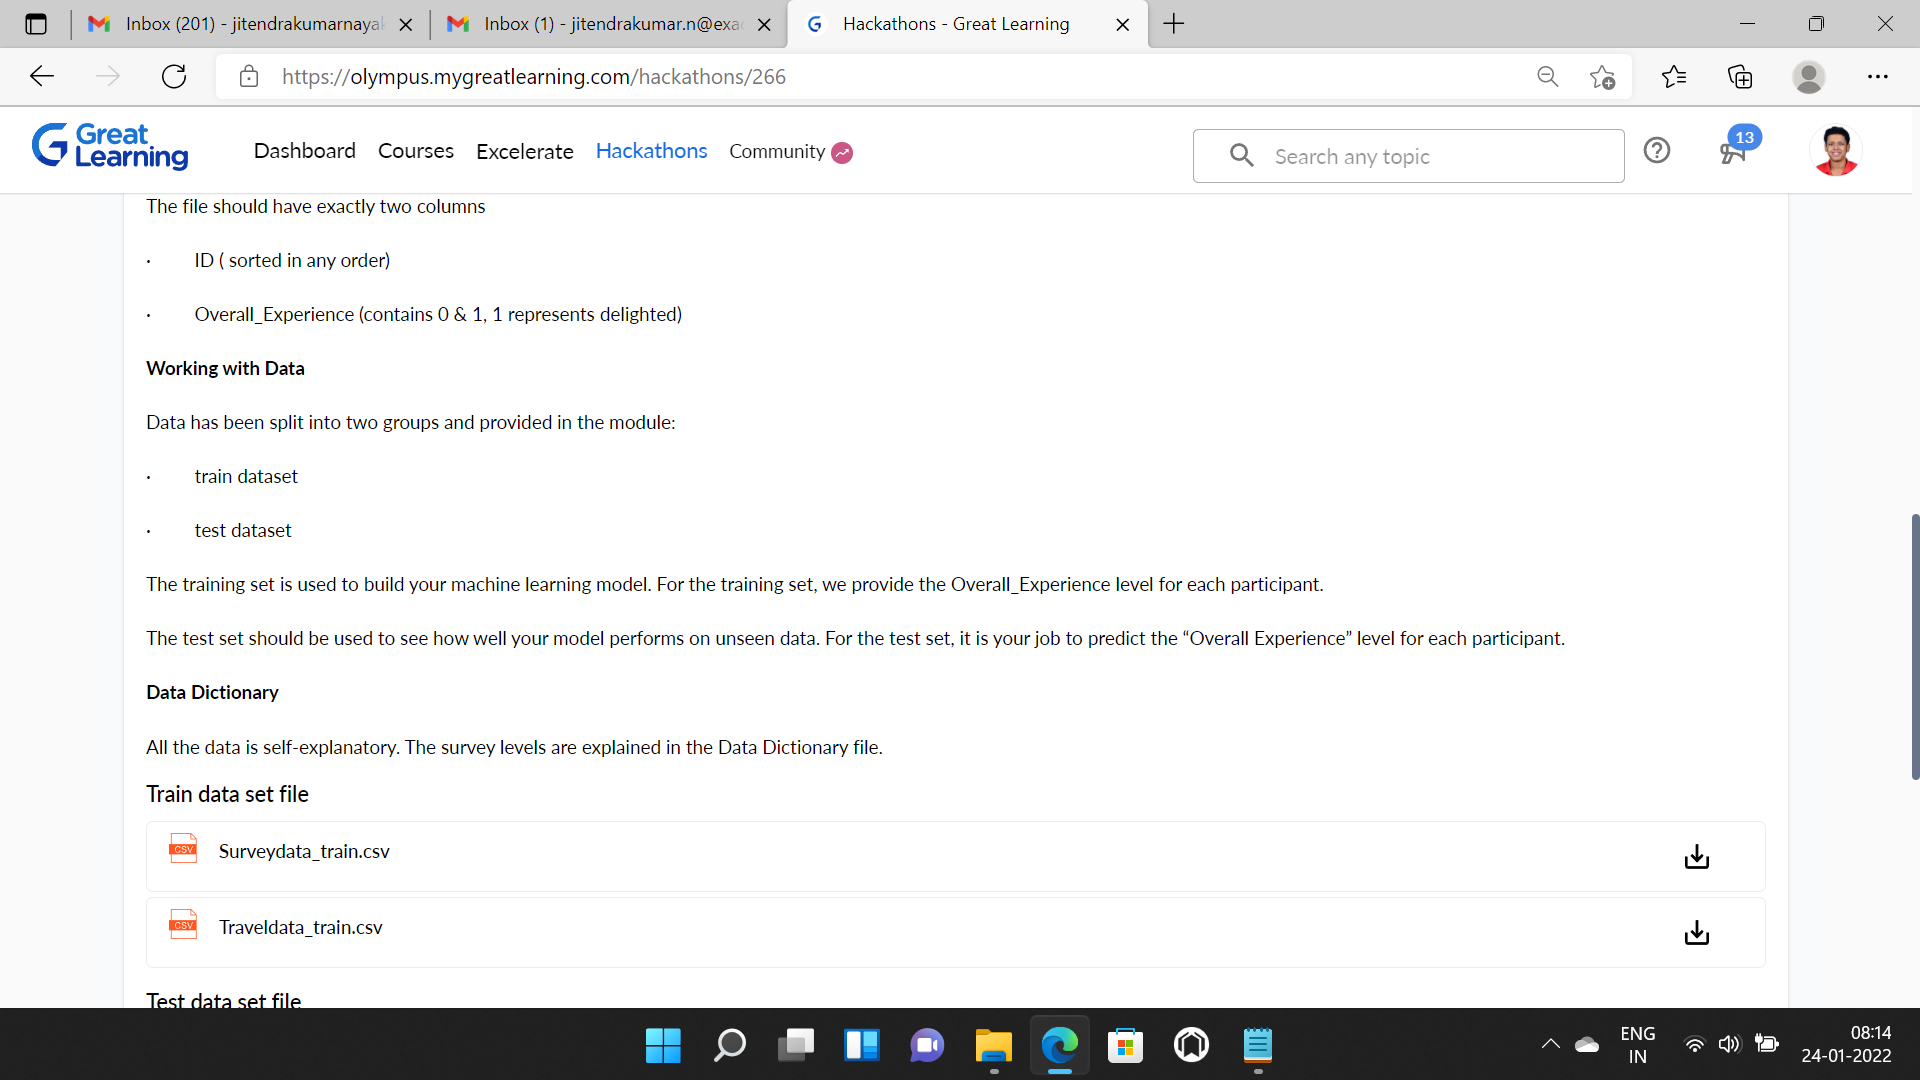 Inbox (201) - jitendrakumarnayak
Inbox (1) - jitendrakumar.n@exa
Hackathons - Great Learning
https://olympus.mygreatlearning.com/hackathons/266
Great Learning
Dashboard
Courses
Excelerate
Hackathons
Community
Search any topic
13
The file should have exactly two columns
· ID ( sorted in any order)
· Overall_Experience (contains 0 & 1, 1 represents delighted)
Working with Data
Data has been split into two groups and provided in the module:
· train dataset
· test dataset
The training set is used to build your machine learning model. For the training set, we provide the Overall_Experience level for each participant.
The test set should be used to see how well your model performs on unseen data. For the test set, it is your job to predict the “Overall Experience” level for each participant.
Data Dictionary
All the data is self-explanatory. The survey levels are explained in the Data Dictionary file.
Train data set file
CSV Surveydata_train.csv
CSV Traveldata_train.csv
Test data set file
ENG
IN
08:14
24-01-2022